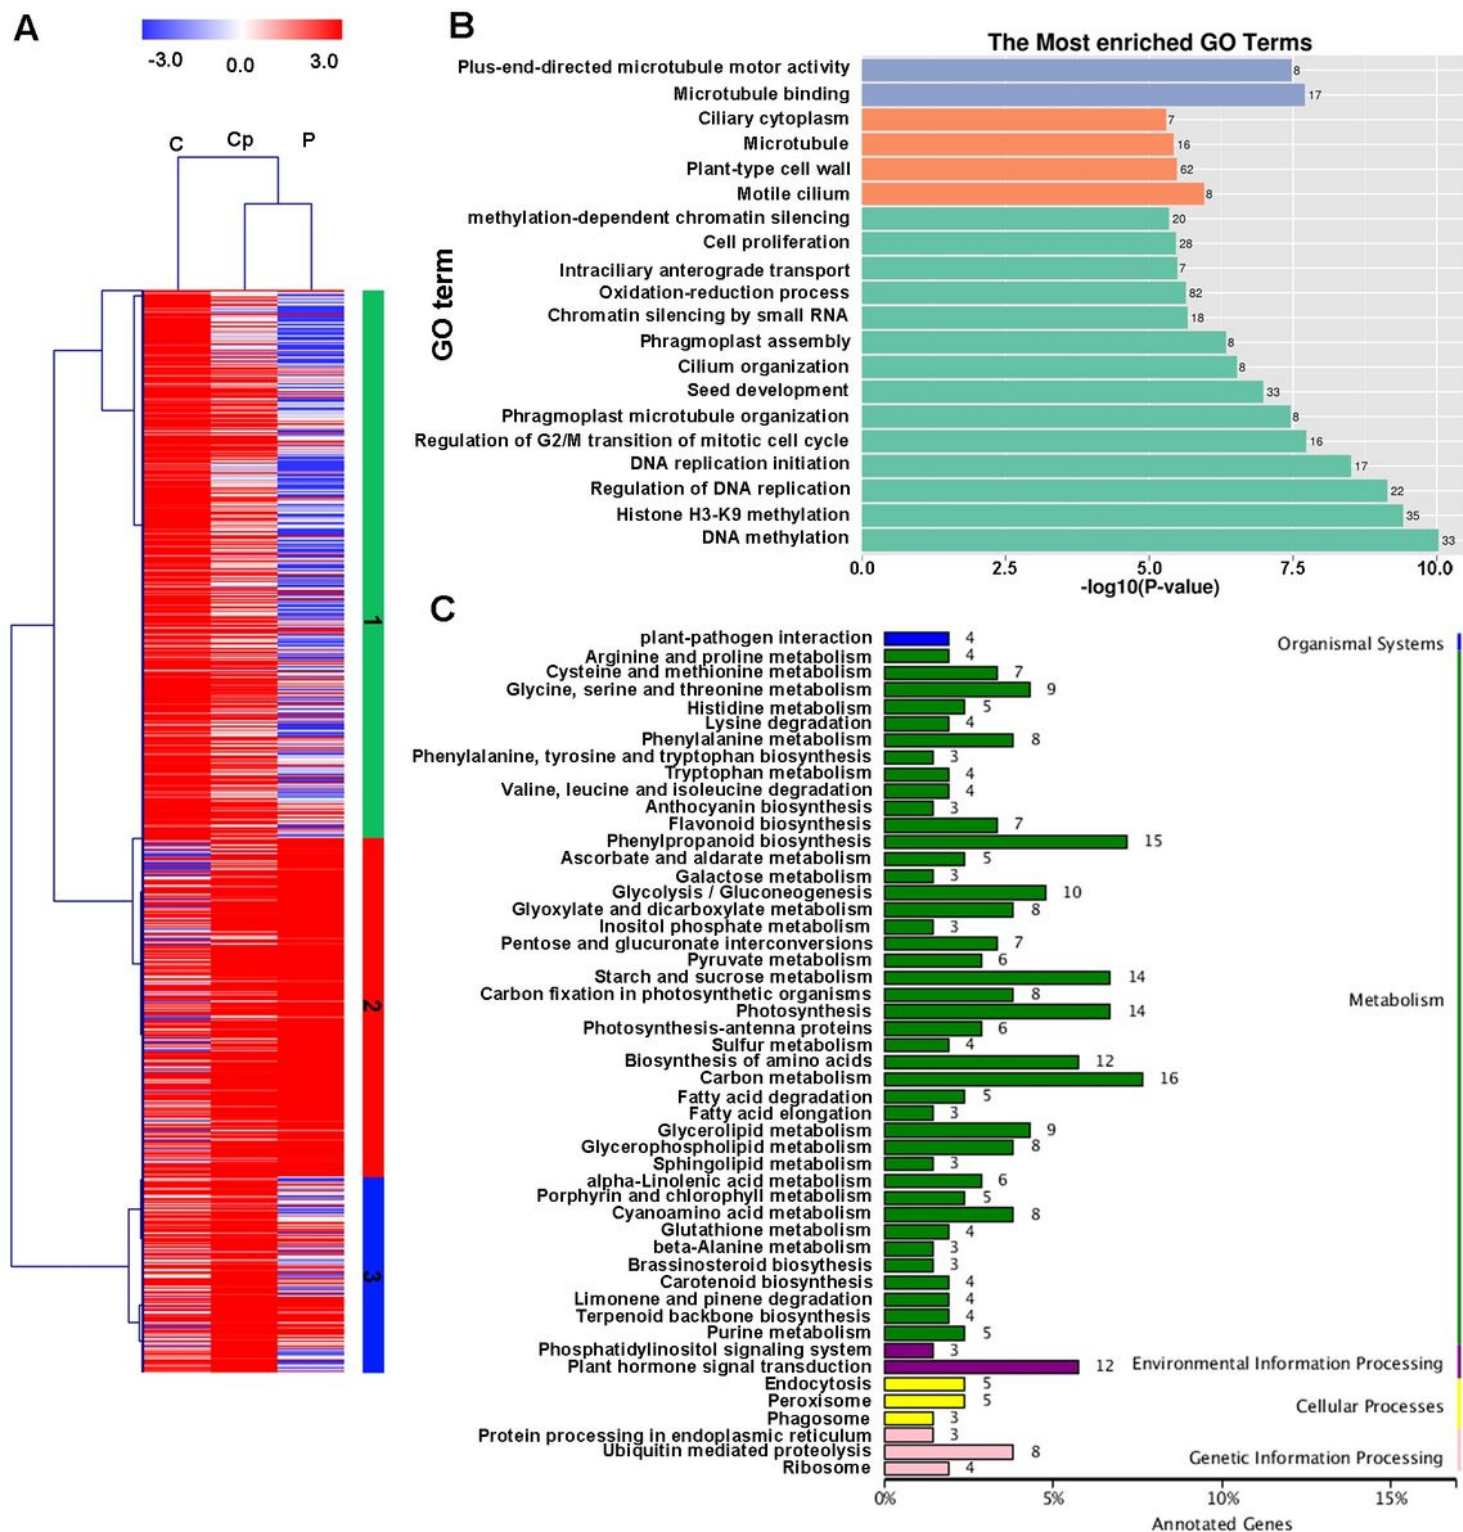 A
-3.0 0.0 3.0
C Cp P
1
2
3
B
The Most enriched GO Terms
GO term
Plus-end-directed microtubule motor activity 8
Microtubule binding 17
Ciliary cytoplasm 7
Microtubule 16
Plant-type cell wall 62
Motile cilium 8
methylation-dependent chromatin silencing 20
Cell proliferation 28
Intraciliary anterograde transport 7
Oxidation-reduction process 82
Chromatin silencing by small RNA 18
Phragmoplast assembly 8
Cilium organization 8
Seed development 33
Phragmoplast microtubule organization 8
Regulation of G2/M transition of mitotic cell cycle 16
DNA replication initiation 17
Regulation of DNA replication 22
Histone H3-K9 methylation 35
DNA methylation 33
0.0 2.5 5.0 7.5 10.0
-log10(P-value)
C
plant-pathogen interaction 4 Organismal Systems
Arginine and proline metabolism 4
Cysteine and methionine metabolism 7
Glycine, serine and threonine metabolism 9
Histidine metabolism 5
Lysine degradation 4
Phenylalanine metabolism 8
Phenylalanine, tyrosine and tryptophan biosynthesis 3
Tryptophan metabolism 4
Valine, leucine and isoleucine degradation 4
Anthocyanin biosynthesis 3
Flavonoid biosynthesis 7
Phenylpropanoid biosynthesis 15
Ascorbate and aldarate metabolism 5
Galactose metabolism 3
Glycolysis / Gluconeogenesis 10
Glyoxylate and dicarboxylate metabolism 8
Inositol phosphate metabolism 3
Pentose and glucuronate interconversions 7
Pyruvate metabolism 6
Starch and sucrose metabolism 14
Carbon fixation in photosynthetic organisms 8 Metabolism
Photosynthesis 14
Photosynthesis-antenna proteins 6
Sulfur metabolism 4
Biosynthesis of amino acids 12
Carbon metabolism 16
Fatty acid degradation 5
Fatty acid elongation 3
Glycerolipid metabolism 9
Glycerophospholipid metabolism 8
Sphingolipid metabolism 3
alpha-Linolenic acid metabolism 6
Porphyrin and chlorophyll metabolism 5
Cyanoamino acid metabolism 8
Glutathione metabolism 4
beta-Alanine metabolism 3
Brassinosteroid biosythesis 3
Carotenoid biosynthesis 4
Limonene and pinene degradation 4
Terpenoid backbone biosynthesis 4
Purine metabolism 5
Phosphatidylinositol signaling system 3
Plant hormone signal transduction 12 Environmental Information Processing
Endocytosis 5
Peroxisome 5 Cellular Processes
Phagosome 3
Protein processing in endoplasmic reticulum 3
Ubiquitin mediated proteolysis 8 Genetic Information Processing
Ribosome 4
0% 5% 10% 15%
Annotated Genes